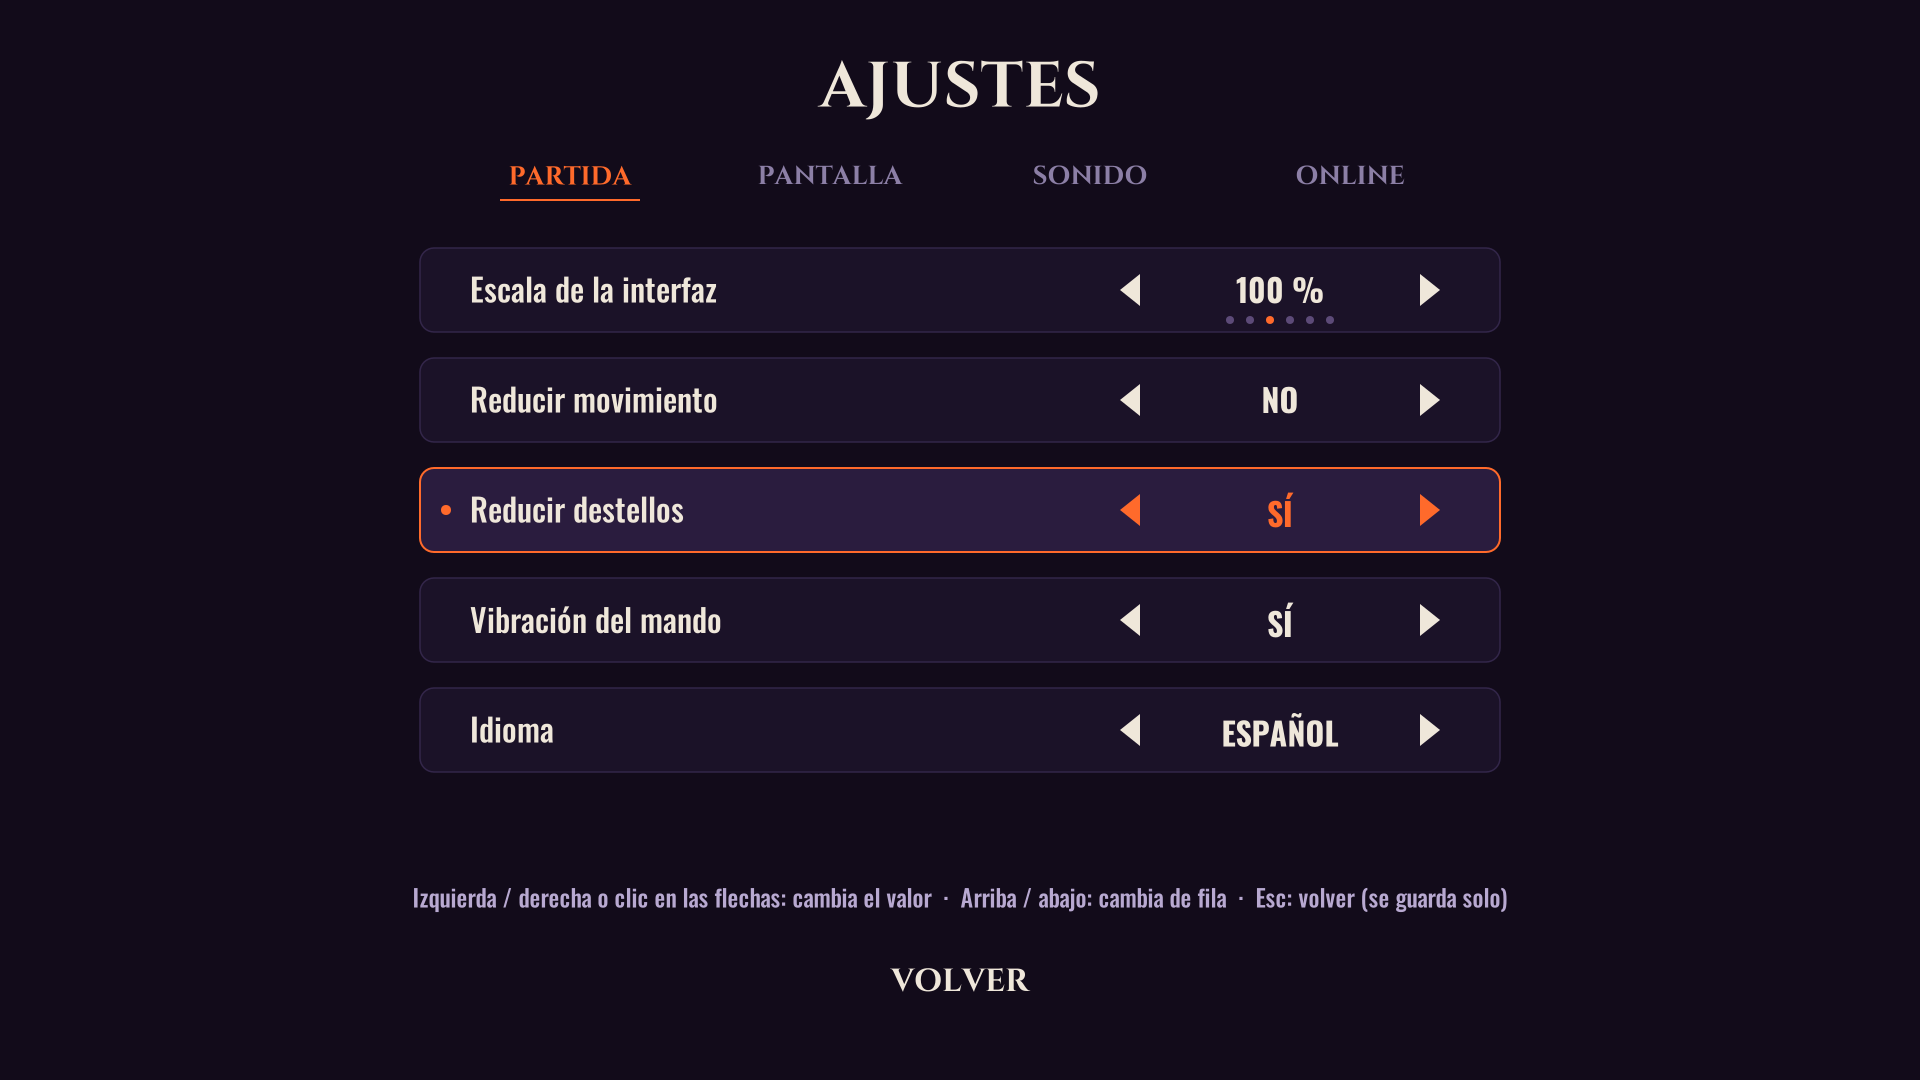 AJUSTES
PARTIDA PANTALLA SONIDO ONLINE
Escala de la interfaz 100 %
Reducir movimiento NO
Reducir destellos SÍ
Vibración del mando SÍ
Idioma ESPAÑOL
Izquierda / derecha o clic en las flechas: cambia el valor · Arriba / abajo: cambia de fila · Esc: volver (se guarda solo)
VOLVER